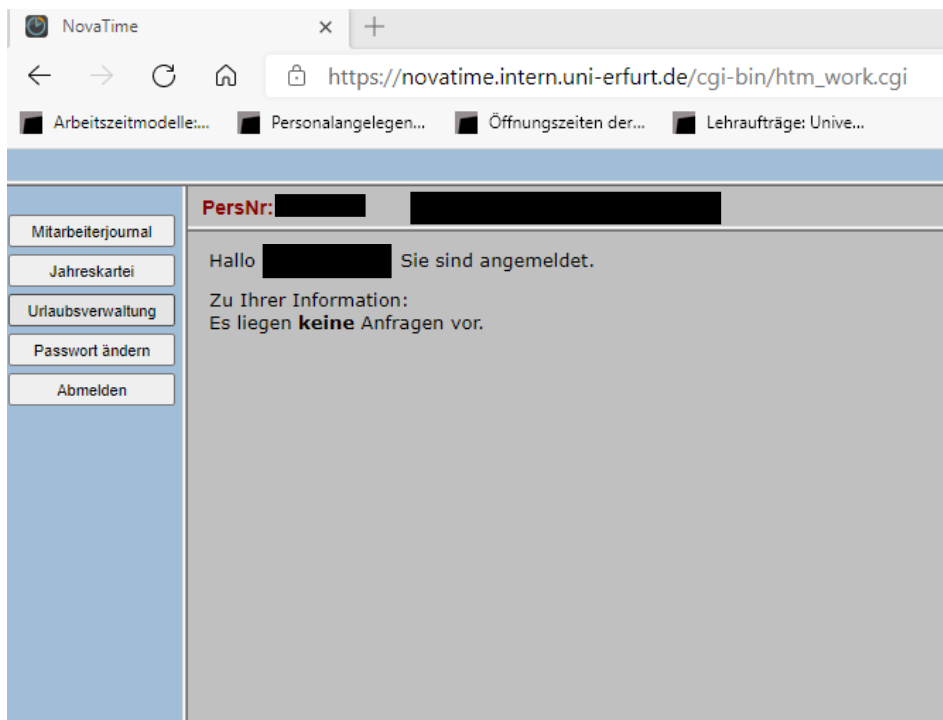 NovaTime
https://novatime.intern.uni-erfurt.de/cgi-bin/htm_work.cgi
Arbeitszeitmodelle:... Personalangelegen... Öffnungszeiten der... Lehraufträge: Unive...
PersNr:
Mitarbeiterjournal
Jahreskartei
Urlaubsverwaltung
Passwort ändern
Abmelden
Hallo Sie sind angemeldet.
Zu Ihrer Information:
Es liegen keine Anfragen vor.